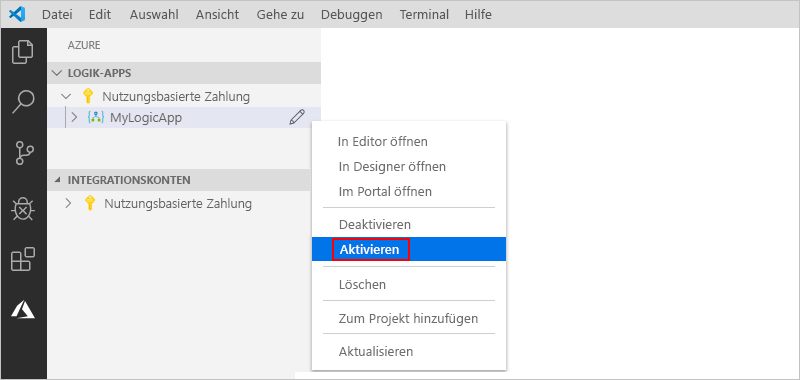 Datei Edit Auswahl Ansicht Gehe zu Debuggen Terminal Hilfe
AZURE
LOGIK-APPS
Nutzungsbasierte Zahlung
MyLogicApp
In Editor öffnen
In Designer öffnen
Im Portal öffnen
Deaktivieren
Aktivieren
Löschen
Zum Projekt hinzufügen
Aktualisieren
INTEGRATIONSKONTEN
Nutzungsbasierte Zahlung